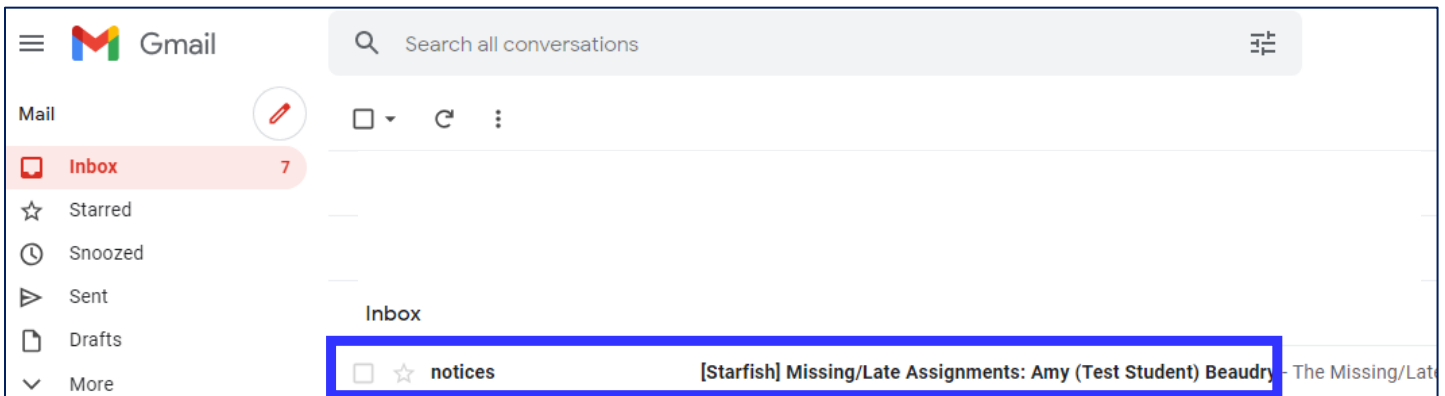 Gmail
Search all conversations
Mail
Inbox 7
Starred
Snoozed
Sent
Inbox
Drafts
notices [Starfish] Missing/Late Assignments: Amy (Test Student) Beaudry - The Missing/Late
More